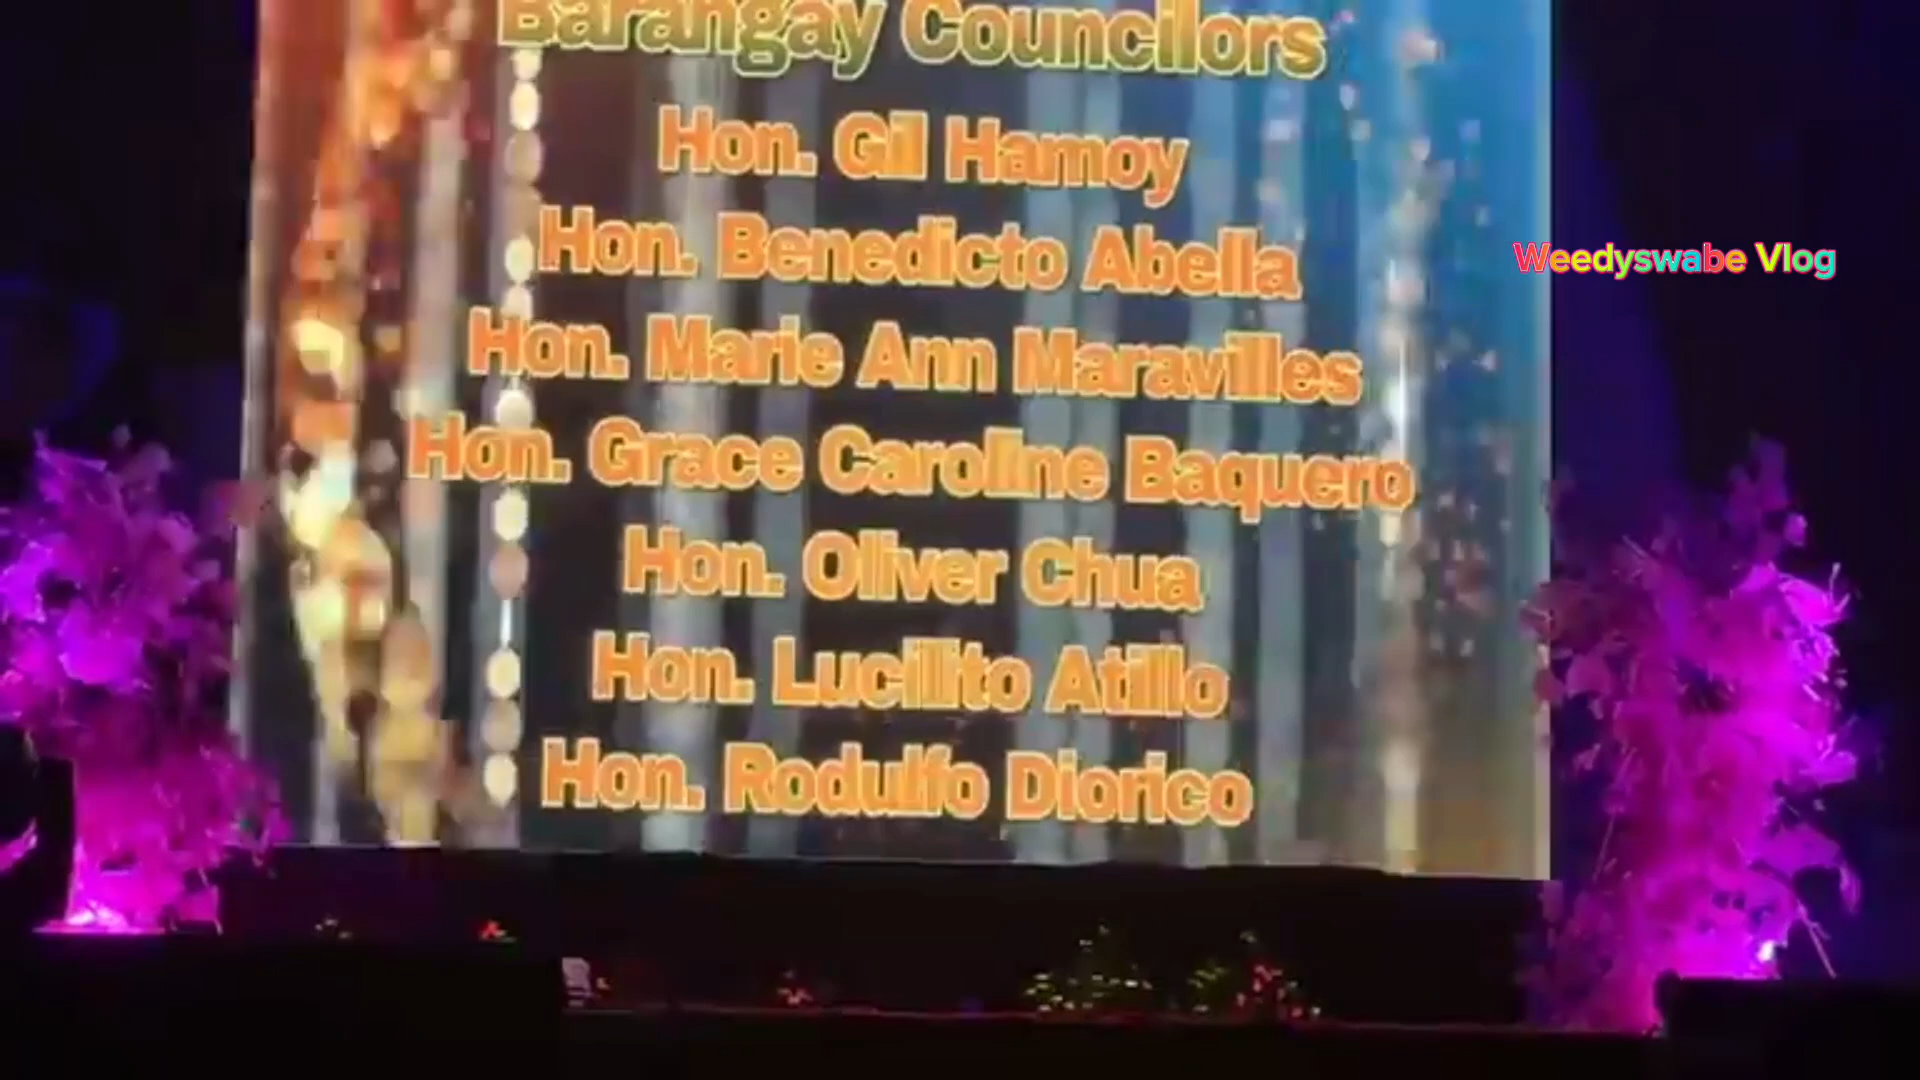 Barangay Councilors
Hon. Gil Hamoy
Hon. Benedicto Abella
Weedyswabe Vlog
Hon. Marie Ann Maravilles
Hon. Grace Caroline Baquero
Hon. Oliver Chua
Hon. Lucilito Atillo
Hon. Rodulfo Diorico